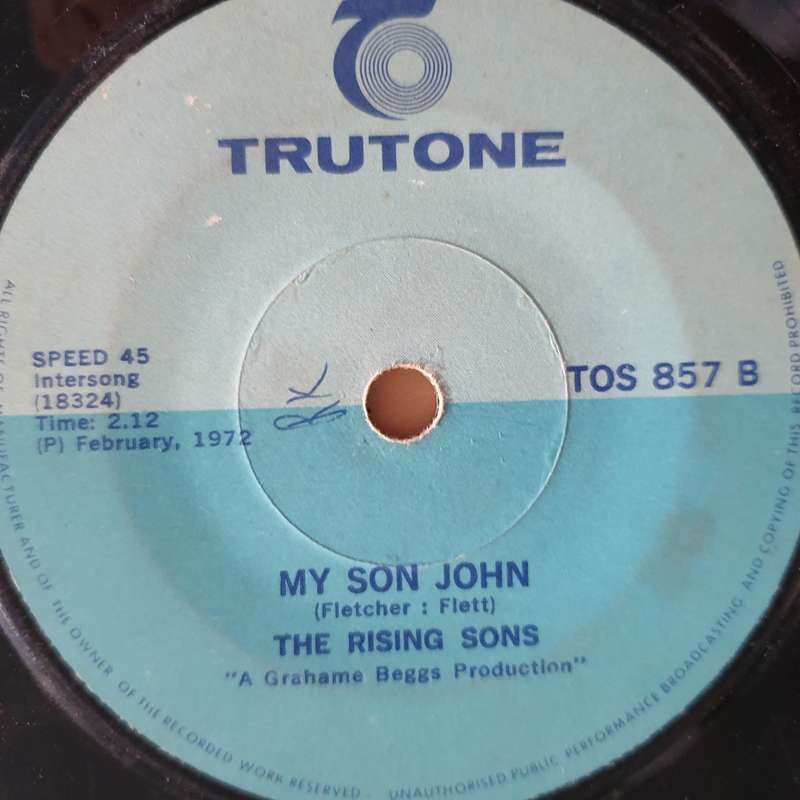 TRUTONE
SPEED 45
Intersong
(18324)
Time: 2.12
(P) February, 1972
RK
TOS 857 B
MY SON JOHN
(Fletcher : Flett)
THE RISING SONS
"A Grahame Beggs Production"
ALL RIGHTS OF THE MANUFACTURER AND OF THE OWNER OF THE RECORDED WORK RESERVED. UNAUTHORISED PUBLIC PERFORMANCE BROADCASTING AND COPYING OF THIS RECORD PROHIBITED